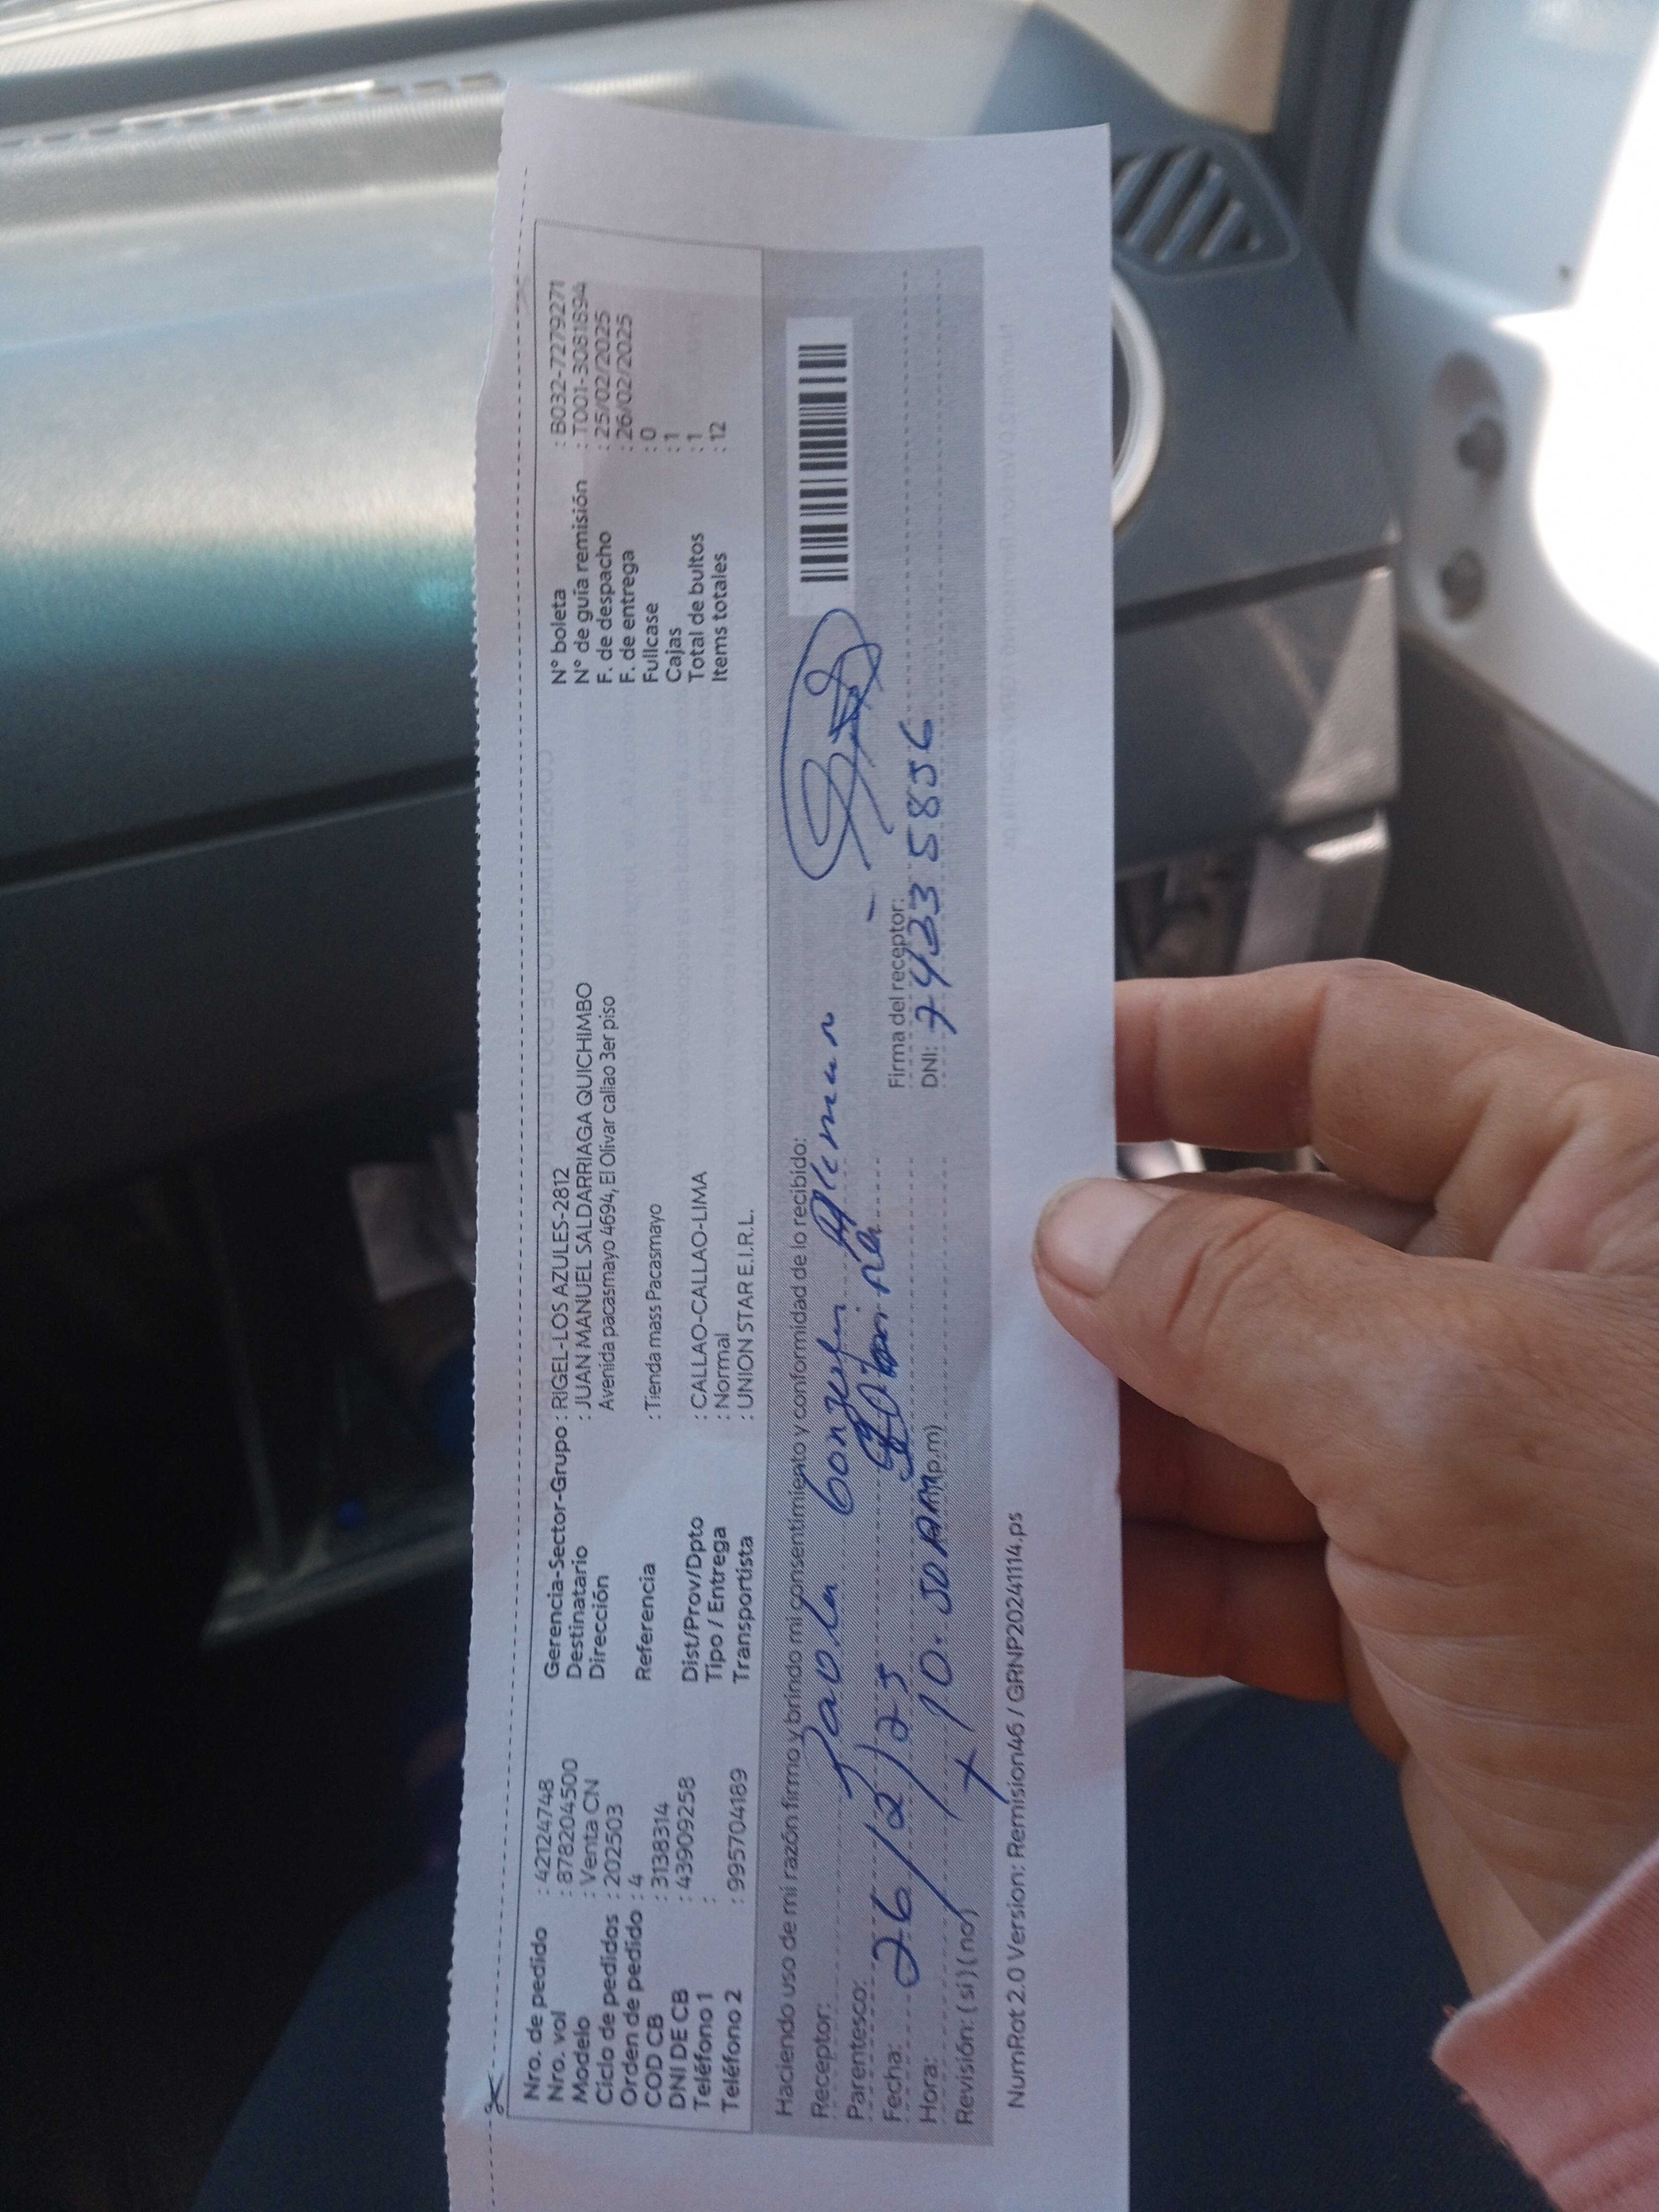 Nro. de pedido : 42124748
Nro. vol : 878204500
Modelo : Venta CN
Ciclo de pedidos : 202503
Orden de pedido : 4
COD CB : 3138314
DNI DE CB : 43909258
Teléfono 1 :
Teléfono 2 : 995704189
Gerencia-Sector-Grupo : RIGEL-LOS AZULES-2812
Destinatario : JUAN MANUEL SALDARRIAGA QUICHIMBO
Dirección Avenida pacasmayo 4694, El Olivar callao 3er piso
Referencia : Tienda mass Pacasmayo
Dist/Prov/Dpto : CALLAO-CALLAO-LIMA
Tipo / Entrega : Normal
Transportista : UNION STAR E.I.R.L.
N° boleta : B032-7279271
N° de guía remisión : T001-3081894
F. de despacho : 25/02/2025
F. de entrega : 26/02/2025
Fullcase : 0
Cajas : 1
Total de bultos : 1
Items totales : 12
Haciendo uso de mi razón firmo y brindo mi consentimiento y conformidad de lo recibido:
Receptor: Paola Gonzales
Parentesco:
Fecha: 26/2/25
Hora: 10.50 AM p.m)
Revisión: (si) (no)
Firma del receptor:
DNI: 74335836
NumRot 2.0 Version: Remision46 / GRNP20241114.ps